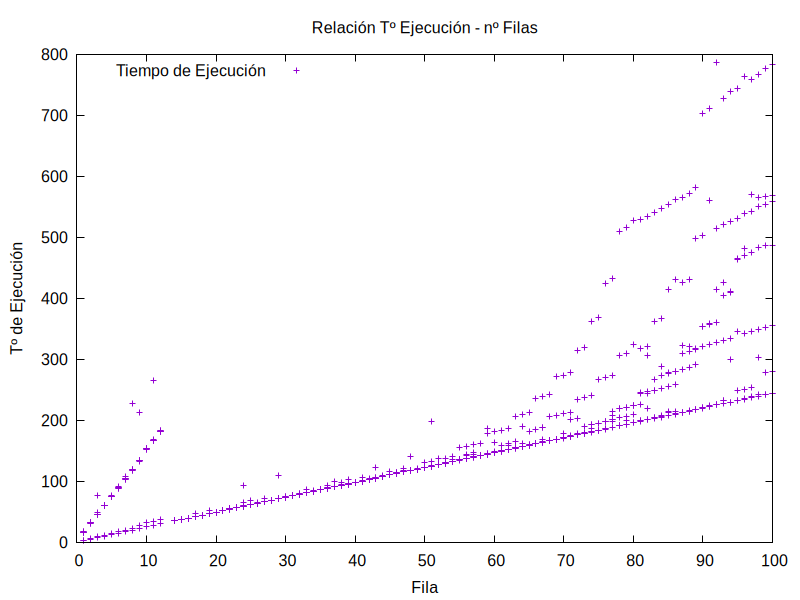 Relación Tº Ejecución - nº Filas
800
Tiempo de Ejecución
700
600
500
400
300
200
100
0
Tº de Ejecución
0 10 20 30 40 50 60 70 80 90 100
Fila